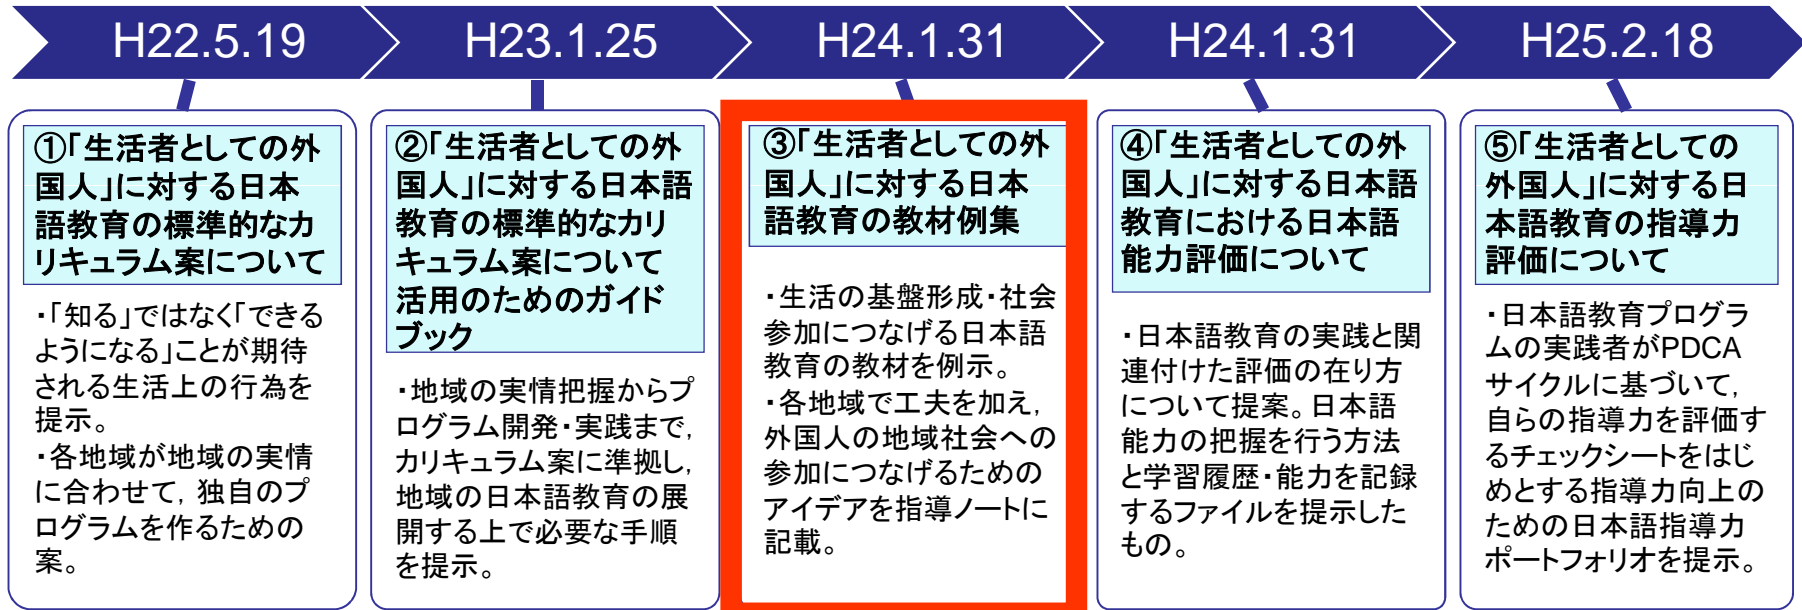 H22.5.19
H23.1.25
H24.1.31
H24.1.31
H25.2.18
①「生活者としての外
国人」に対する日本
語教育の標準的なカ
リキュラム案について
・「知る」ではなく「できる
ようになる」ことが期待
される生活上の行為を
提示。
・各地域が地域の実情
に合わせて，独自のプ
ログラムを作るための
案。
②「生活者としての外
国人」に対する日本語
教育の標準的なカリ
キュラム案について
活用のためのガイド
ブック
・地域の実情把握からプ
ログラム開発・実践まで，
カリキュラム案に準拠し，
地域の日本語教育の展
開する上で必要な手順
を提示。
③「生活者としての外
国人」に対する日本
語教育の教材例集
・生活の基盤形成・社会
参加につなげる日本語
教育の教材を例示。
・各地域で工夫を加え，
外国人の地域社会への
参加につなげるための
アイデアを指導ノートに
記載。
④「生活者としての外
国人」に対する日本語
教育における日本語
能力評価について
・日本語教育の実践と関
連付けた評価の在り方
について提案。日本語
能力の把握を行う方法
と学習履歴・能力を記録
するファイルを提示した
もの。
⑤「生活者としての
外国人」に対する日
本語教育の指導力
評価について
・日本語教育プログラ
ムの実践者がPDCA
サイクルに基づいて，
自らの指導力を評価す
るチェックシートをはじ
めとする指導力向上の
ための日本語指導力
ポートフォリオを提示。